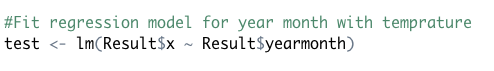 #Fit regression model for year month with temprature
test <- lm(Result$x ~ Result$yearmonth)